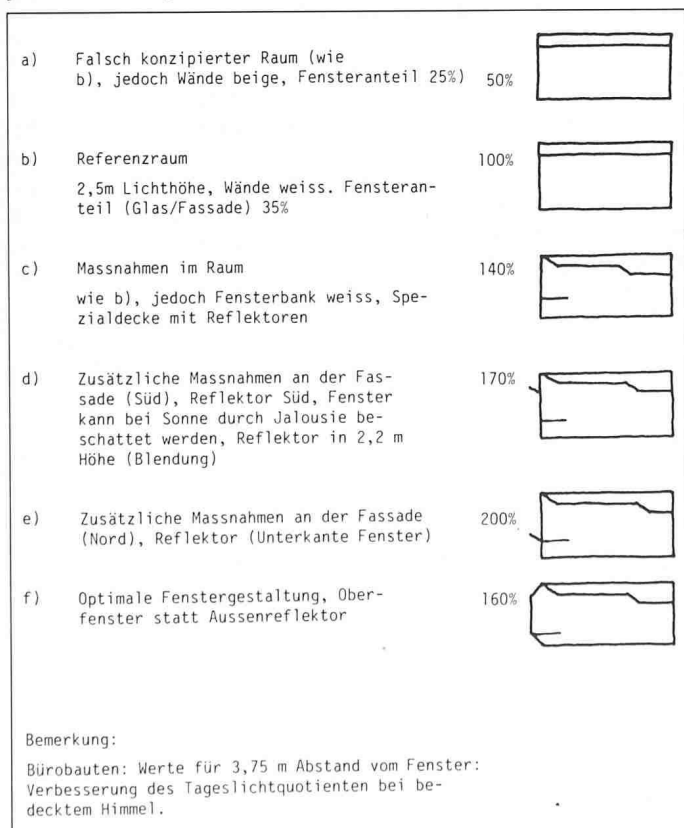 a) Falsch konzipierter Raum (wie
b), jedoch Wände beige, Fensteranteil 25%) 50%
b) Referenzraum 100%
2,5m Lichthöhe, Wände weiss. Fensteran-
teil (Glas/Fassade) 35%
c) Massnahmen im Raum 140%
wie b), jedoch Fensterbank weiss, Spe-
zialdecke mit Reflektoren
d) Zusätzliche Massnahmen an der Fas- 170%
sade (Süd), Reflektor Süd, Fenster
kann bei Sonne durch Jalousie be-
schattet werden, Reflektor in 2,2 m
Höhe (Blendung)
e) Zusätzliche Massnahmen an der Fassade 200%
(Nord), Reflektor (Unterkante Fenster)
f) Optimale Fenstergestaltung, Ober- 160%
fenster statt Aussenreflektor
Bemerkung:
Bürobauten: Werte für 3,75 m Abstand vom Fenster:
Verbesserung des Tageslichtquotienten bei be-
decktem Himmel.